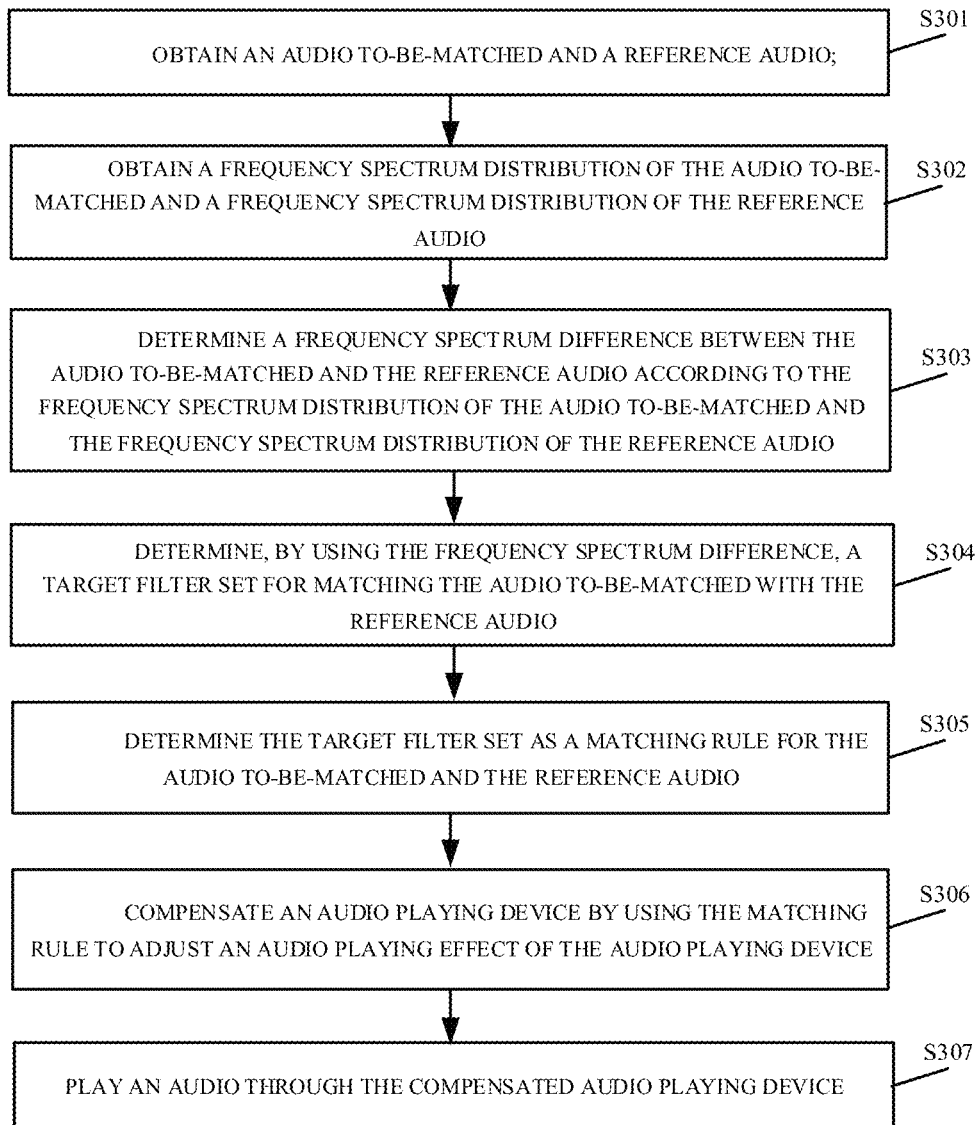 S301
OBTAIN AN AUDIO TO-BE-MATCHED AND A REFERENCE AUDIO;
S302
OBTAIN A FREQUENCY SPECTRUM DISTRIBUTION OF THE AUDIO TO-BE-
MATCHED AND A FREQUENCY SPECTRUM DISTRIBUTION OF THE REFERENCE
AUDIO
S303
DETERMINE A FREQUENCY SPECTRUM DIFFERENCE BETWEEN THE
AUDIO TO-BE-MATCHED AND THE REFERENCE AUDIO ACCORDING TO THE
FREQUENCY SPECTRUM DISTRIBUTION OF THE AUDIO TO-BE-MATCHED AND
THE FREQUENCY SPECTRUM DISTRIBUTION OF THE REFERENCE AUDIO
S304
DETERMINE, BY USING THE FREQUENCY SPECTRUM DIFFERENCE, A
TARGET FILTER SET FOR MATCHING THE AUDIO TO-BE-MATCHED WITH THE
REFERENCE AUDIO
S305
DETERMINE THE TARGET FILTER SET AS A MATCHING RULE FOR THE
AUDIO TO-BE-MATCHED AND THE REFERENCE AUDIO
S306
COMPENSATE AN AUDIO PLAYING DEVICE BY USING THE MATCHING
RULE TO ADJUST AN AUDIO PLAYING EFFECT OF THE AUDIO PLAYING DEVICE
S307
PLAY AN AUDIO THROUGH THE COMPENSATED AUDIO PLAYING DEVICE